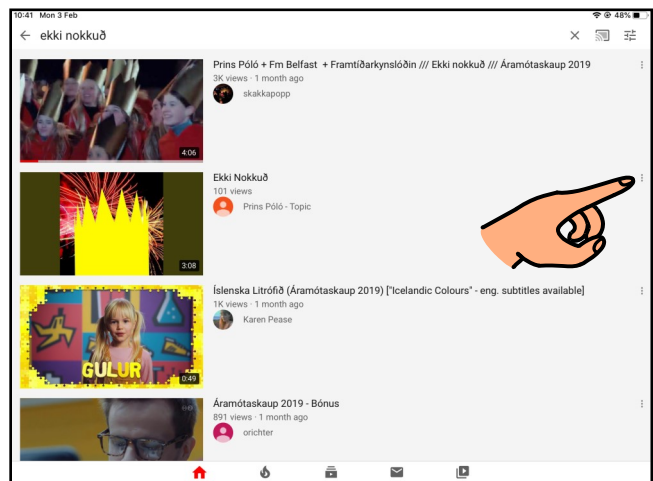 10:41 Mon 3 Feb 48%
ekki nokkuð
Prins Póló + Fm Belfast + Framtíðarkynslóðin /// Ekki nokkuð /// Áramótaskaup 2019
3K views · 1 month ago
skakkapopp
4:06
Ekki Nokkuð
101 views
Prins Póló - Topic
3:08
Íslenska Litrófið (Áramótaskaup 2019) ["Icelandic Colours" - eng. subtitles available]
1K views · 1 month ago
Karen Pease
GULUR
0:49
Áramótaskaup 2019 - Bónus
891 views · 1 month ago
orichter